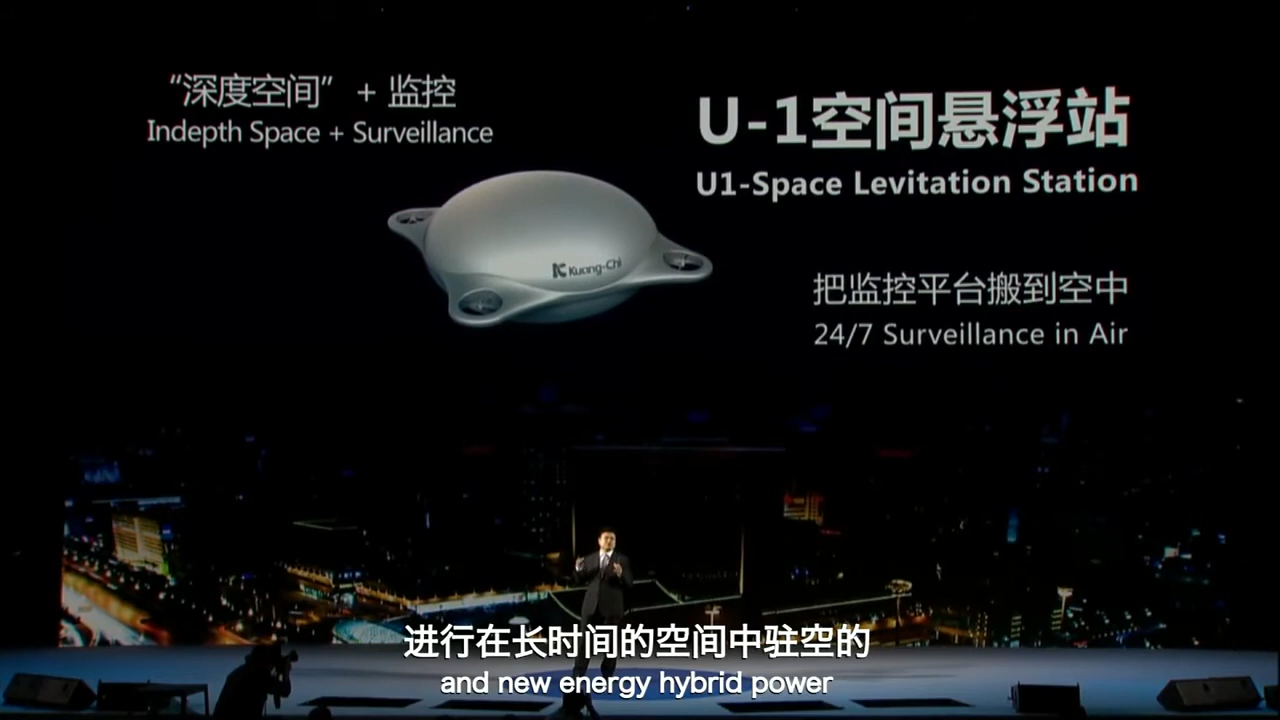 “深度空间” + 监控
Indepth Space + Surveillance
U-1空间悬浮站
U1-Space Levitation Station
Kuang-Chi
把监控平台搬到空中
24/7 Surveillance in Air
进行在长时间的空间中驻空的
and new energy hybrid power